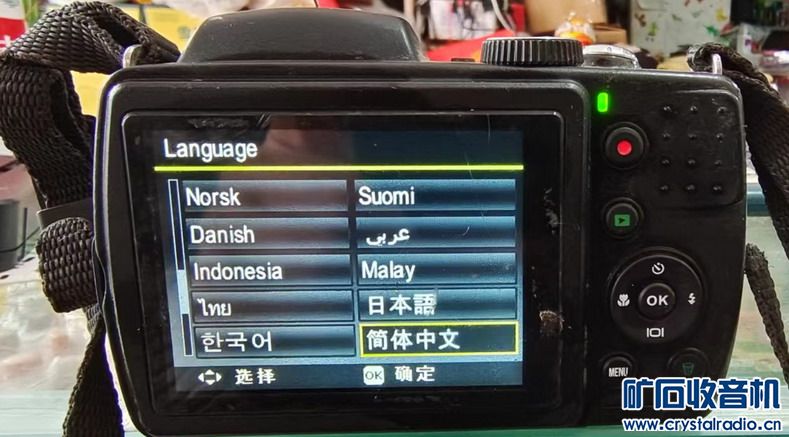 Language
Norsk Suomi
Danish عربى
Indonesia Malay
ไทย 日本語
한국어 简体中文
选择 OK 确定
OK
MENU
矿石收音机
www.crystalradio.cn